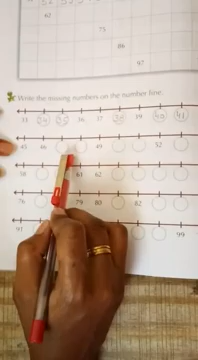 62
75
86
97
Write the missing numbers on the number line.
33 34 35 36 37 38 39 40 41
45 46 49 52
58 61 62
76 79 80 82
91 99